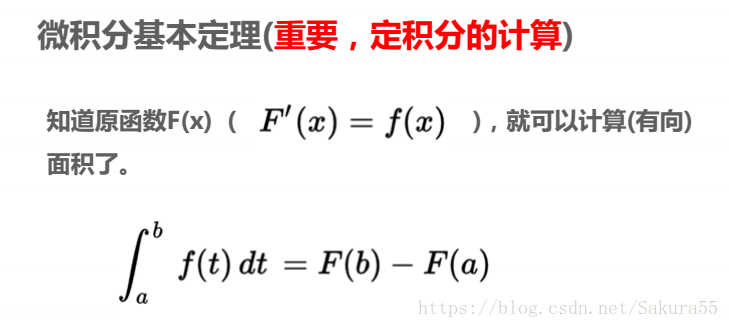 微积分基本定理(重要，定积分的计算)
知道原函数F(x)（ F′(x) = f(x) ），就可以计算(有向)
面积了。
∫_a^b f(t) dt = F(b) − F(a)
https://blog.csdn.net/Sakura55